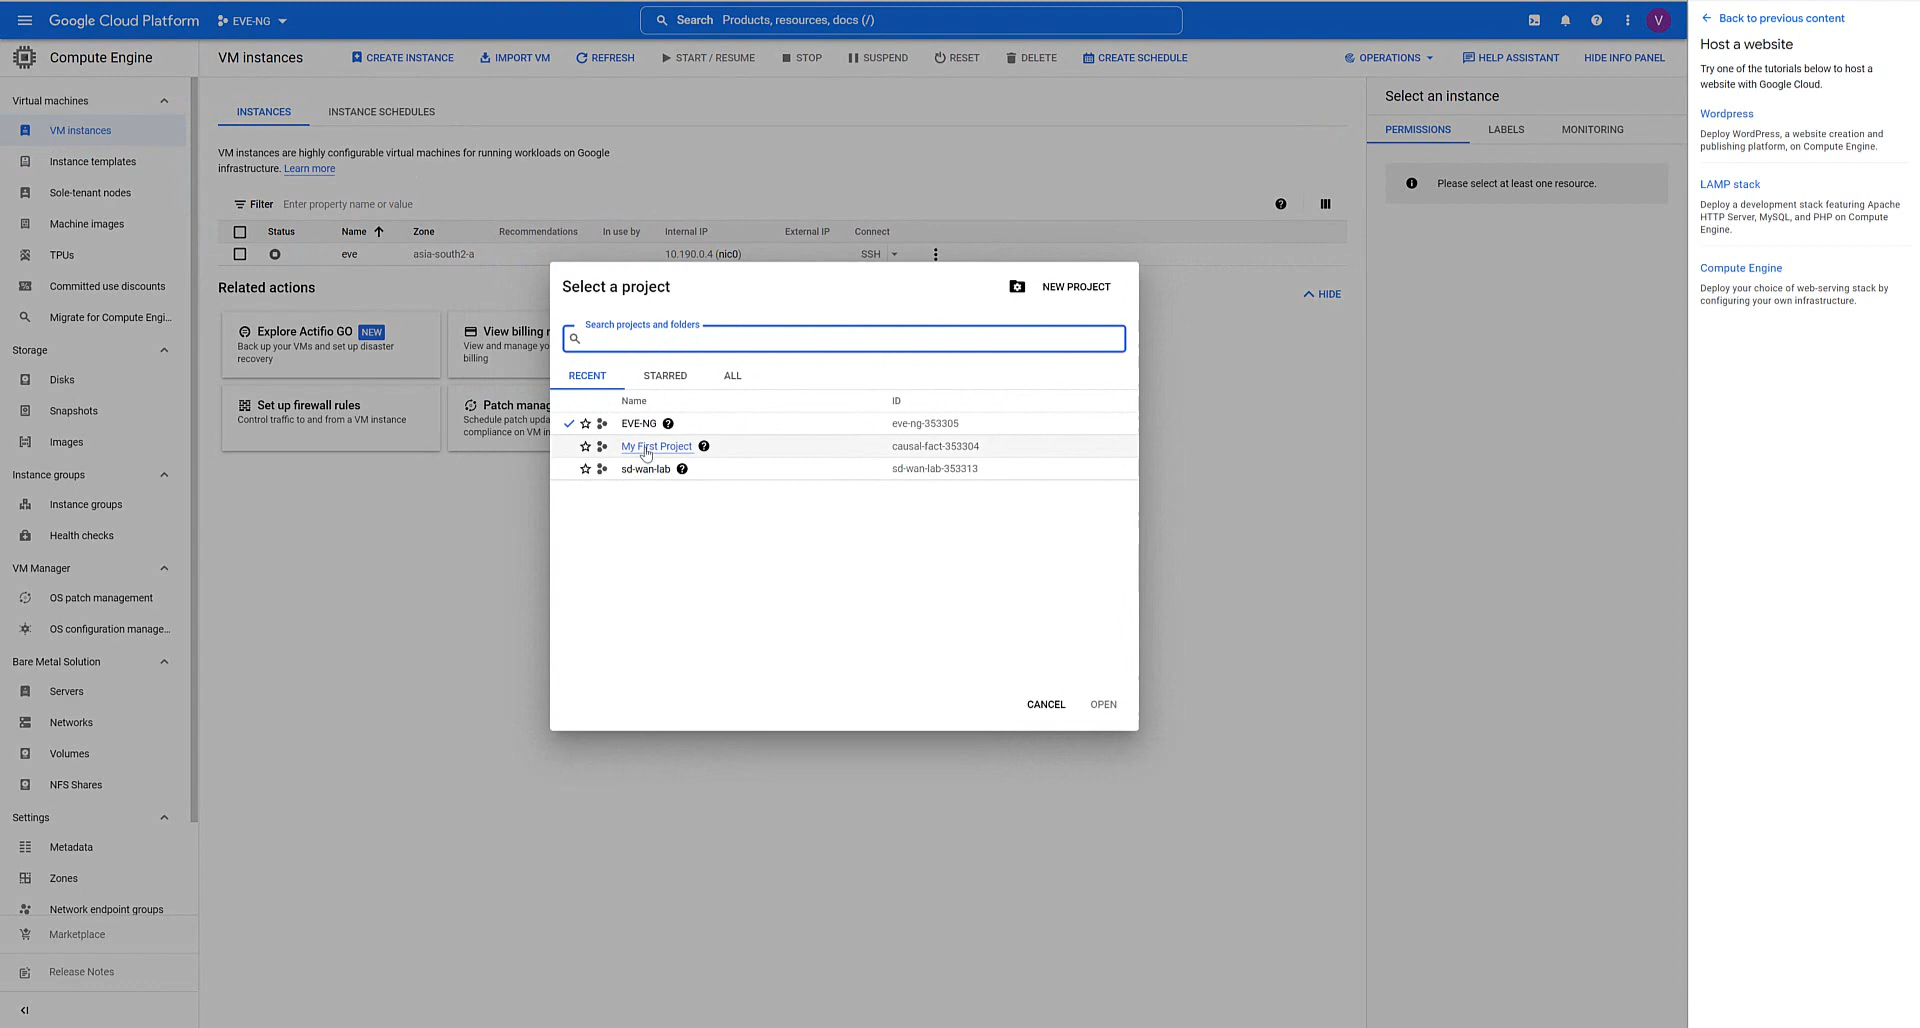 Google Cloud Platform
EVE-NG
Search Products, resources, docs (/)
V
Compute Engine
VM instances
CREATE INSTANCE
IMPORT VM
REFRESH
START / RESUME
STOP
SUSPEND
RESET
DELETE
CREATE SCHEDULE
OPERATIONS
HELP ASSISTANT
HIDE INFO PANEL
Virtual machines
VM instances
Instance templates
Sole-tenant nodes
Machine images
TPUs
Committed use discounts
Migrate for Compute Engi...
Storage
Disks
Snapshots
Images
Instance groups
Instance groups
Health checks
VM Manager
OS patch management
OS configuration manage...
Bare Metal Solution
Servers
Networks
Volumes
NFS Shares
Settings
Metadata
Zones
Network endpoint groups
Marketplace
Release Notes
INSTANCES
INSTANCE SCHEDULES
VM instances are highly configurable virtual machines for running workloads on Google
infrastructure. Learn more
Filter Enter property name or value
Status Name Zone Recommendations In use by Internal IP External IP Connect
eve asia-south2-a 10.190.0.4 (nic0) SSH
Related actions
HIDE
Explore Actifio GO NEW
Back up your VMs and set up disaster
recovery
View billing
View and manage yo
billing
Set up firewall rules
Control traffic to and from a VM instance
Patch manag
Schedule patch upda
compliance on VM in
Select a project
NEW PROJECT
Search projects and folders
RECENT
STARRED
ALL
Name ID
EVE-NG eve-ng-353305
My First Project causal-fact-353304
sd-wan-lab sd-wan-lab-353313
CANCEL
OPEN
Select an instance
PERMISSIONS
LABELS
MONITORING
Please select at least one resource.
Back to previous content
Host a website
Try one of the tutorials below to host a
website with Google Cloud.
Wordpress
Deploy WordPress, a website creation and
publishing platform, on Compute Engine.
LAMP stack
Deploy a development stack featuring Apache
HTTP Server, MySQL, and PHP on Compute
Engine.
Compute Engine
Deploy your choice of web-serving stack by
configuring your own infrastructure.